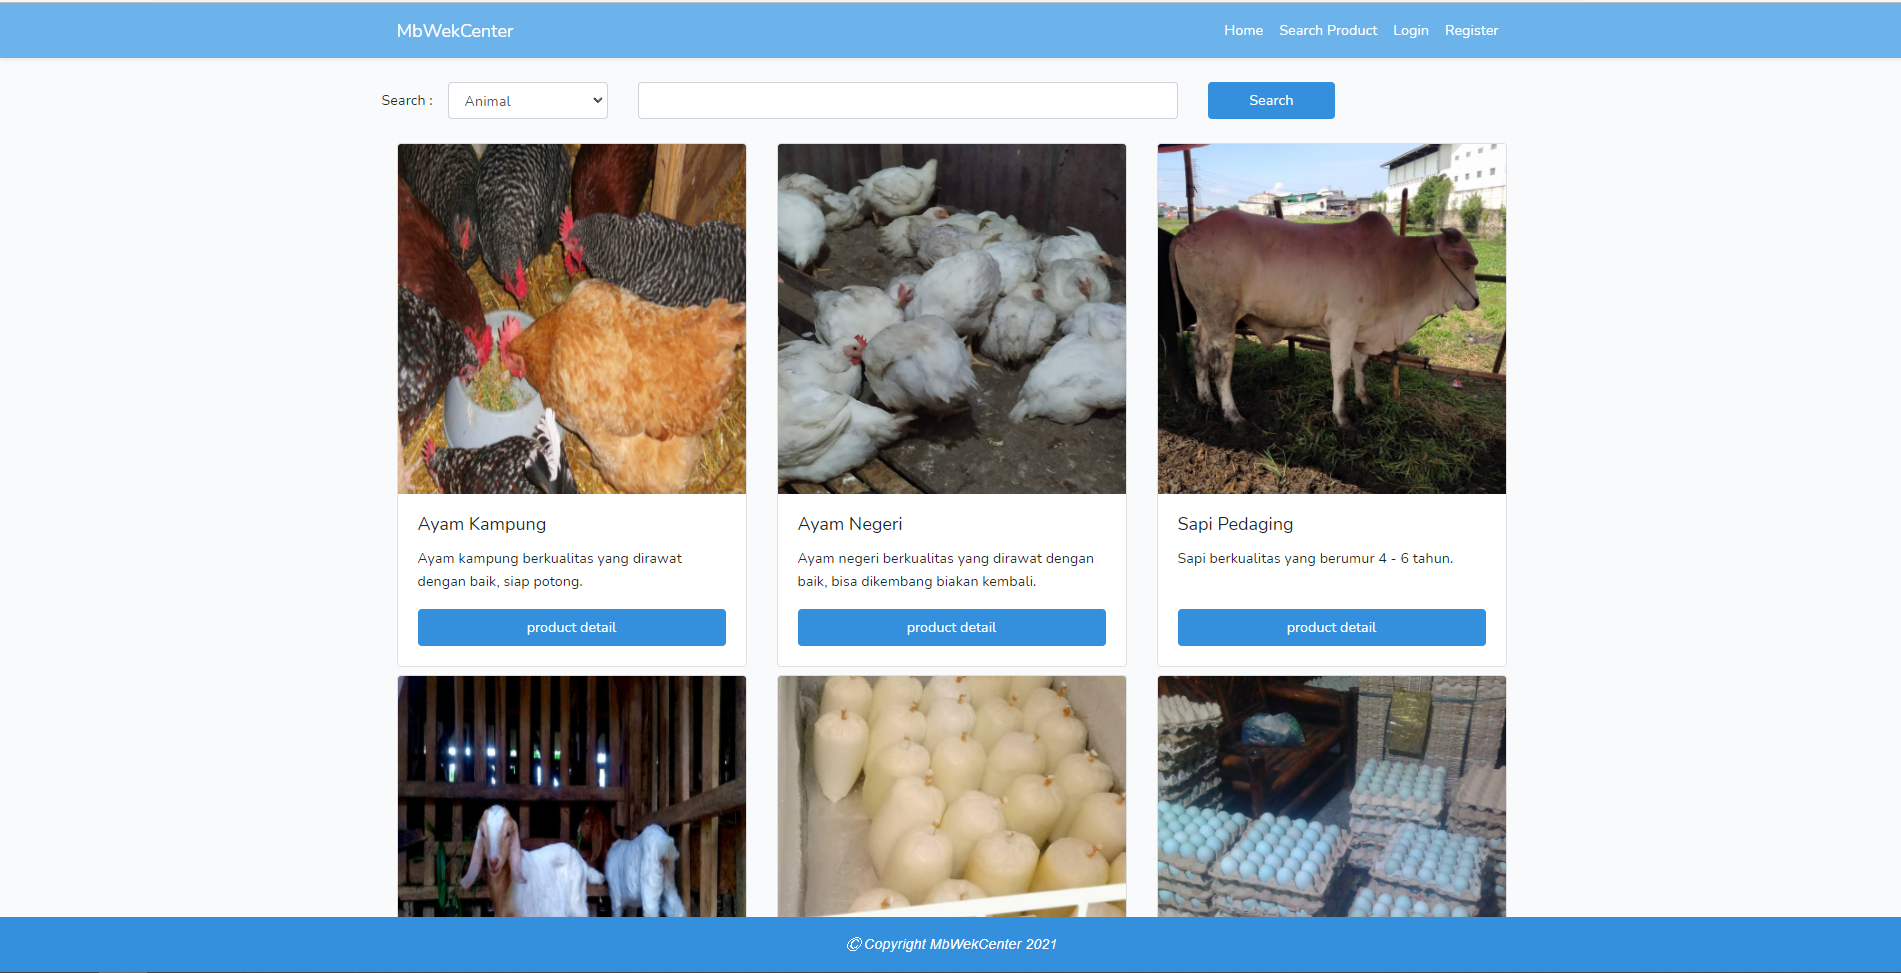 MbWekCenter
Home Search Product Login Register
Search : Animal Search
Ayam Kampung
Ayam kampung berkualitas yang dirawat
dengan baik, siap potong.
product detail
Ayam Negeri
Ayam negeri berkualitas yang dirawat dengan
baik, bisa dikembang biakan kembali.
product detail
Sapi Pedaging
Sapi berkualitas yang berumur 4 - 6 tahun.
product detail
© Copyright MbWekCenter 2021